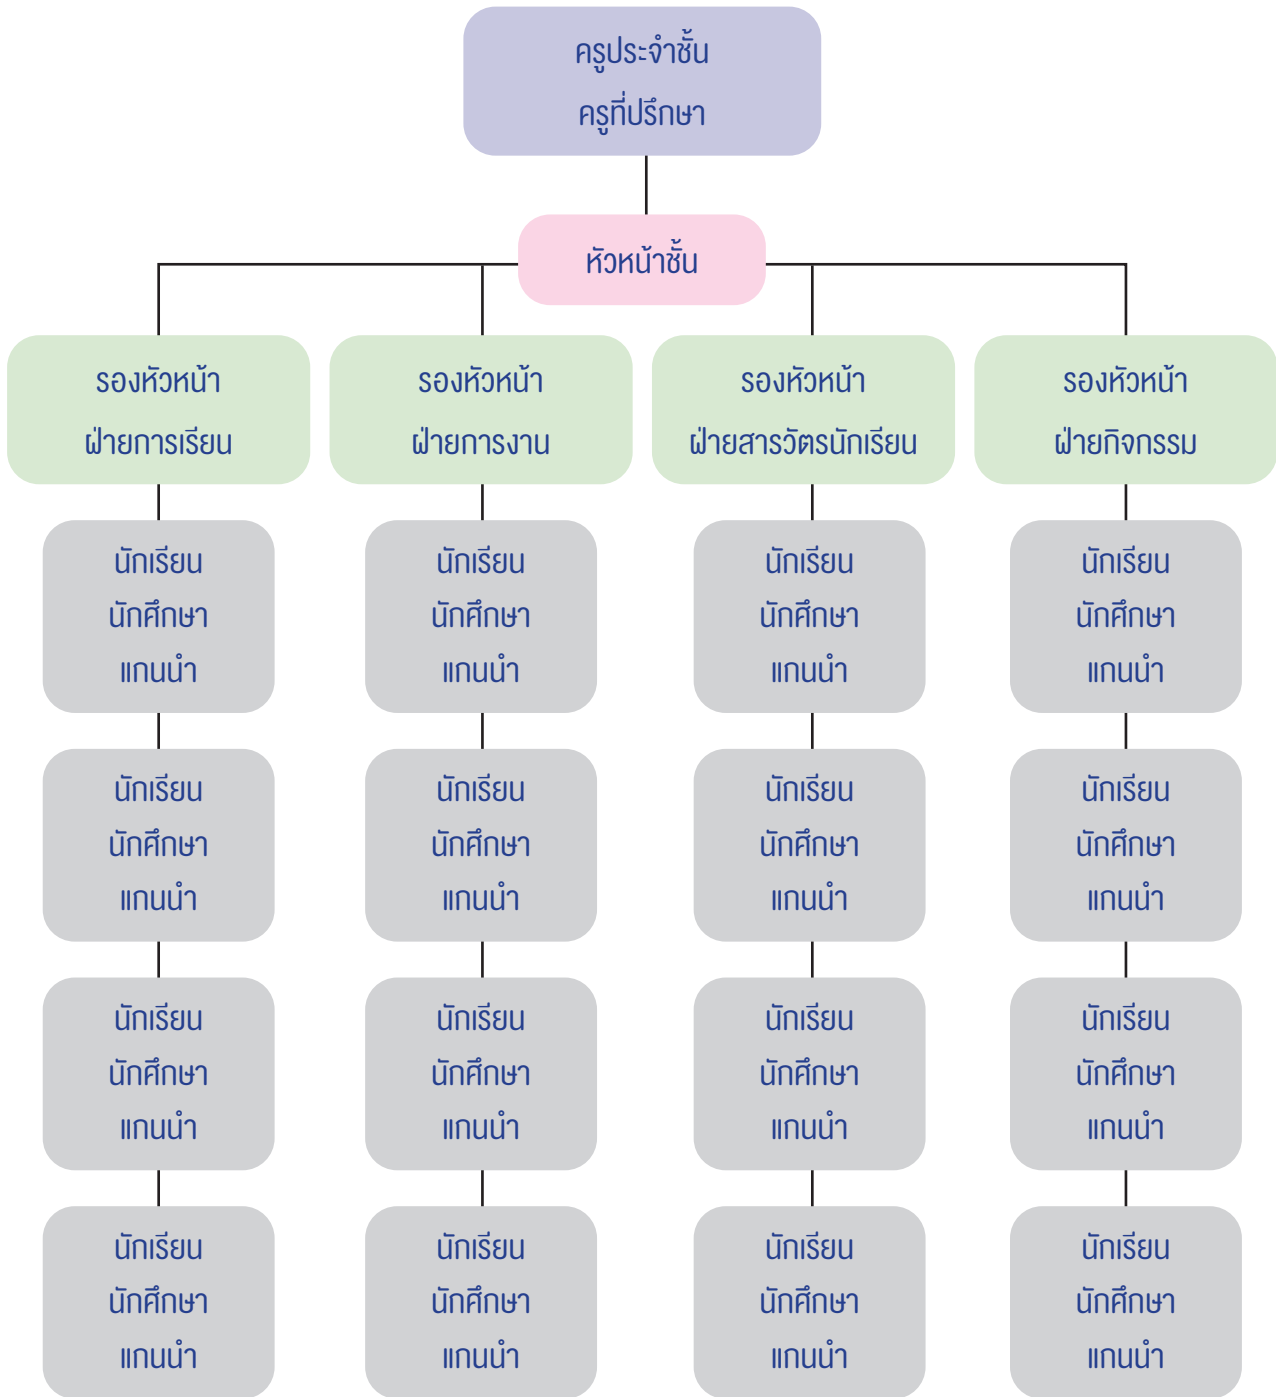 ครูประจำชั้น
ครูที่ปรึกษา
หัวหน้าชั้น
รองหัวหน้า
ฝ่ายการเรียน
รองหัวหน้า
ฝ่ายการงาน
รองหัวหน้า
ฝ่ายสารวัตรนักเรียน
รองหัวหน้า
ฝ่ายกิจกรรม
นักเรียน
นักศึกษา
แกนนำ
นักเรียน
นักศึกษา
แกนนำ
นักเรียน
นักศึกษา
แกนนำ
นักเรียน
นักศึกษา
แกนนำ
นักเรียน
นักศึกษา
แกนนำ
นักเรียน
นักศึกษา
แกนนำ
นักเรียน
นักศึกษา
แกนนำ
นักเรียน
นักศึกษา
แกนนำ
นักเรียน
นักศึกษา
แกนนำ
นักเรียน
นักศึกษา
แกนนำ
นักเรียน
นักศึกษา
แกนนำ
นักเรียน
นักศึกษา
แกนนำ
นักเรียน
นักศึกษา
แกนนำ
นักเรียน
นักศึกษา
แกนนำ
นักเรียน
นักศึกษา
แกนนำ
นักเรียน
นักศึกษา
แกนนำ